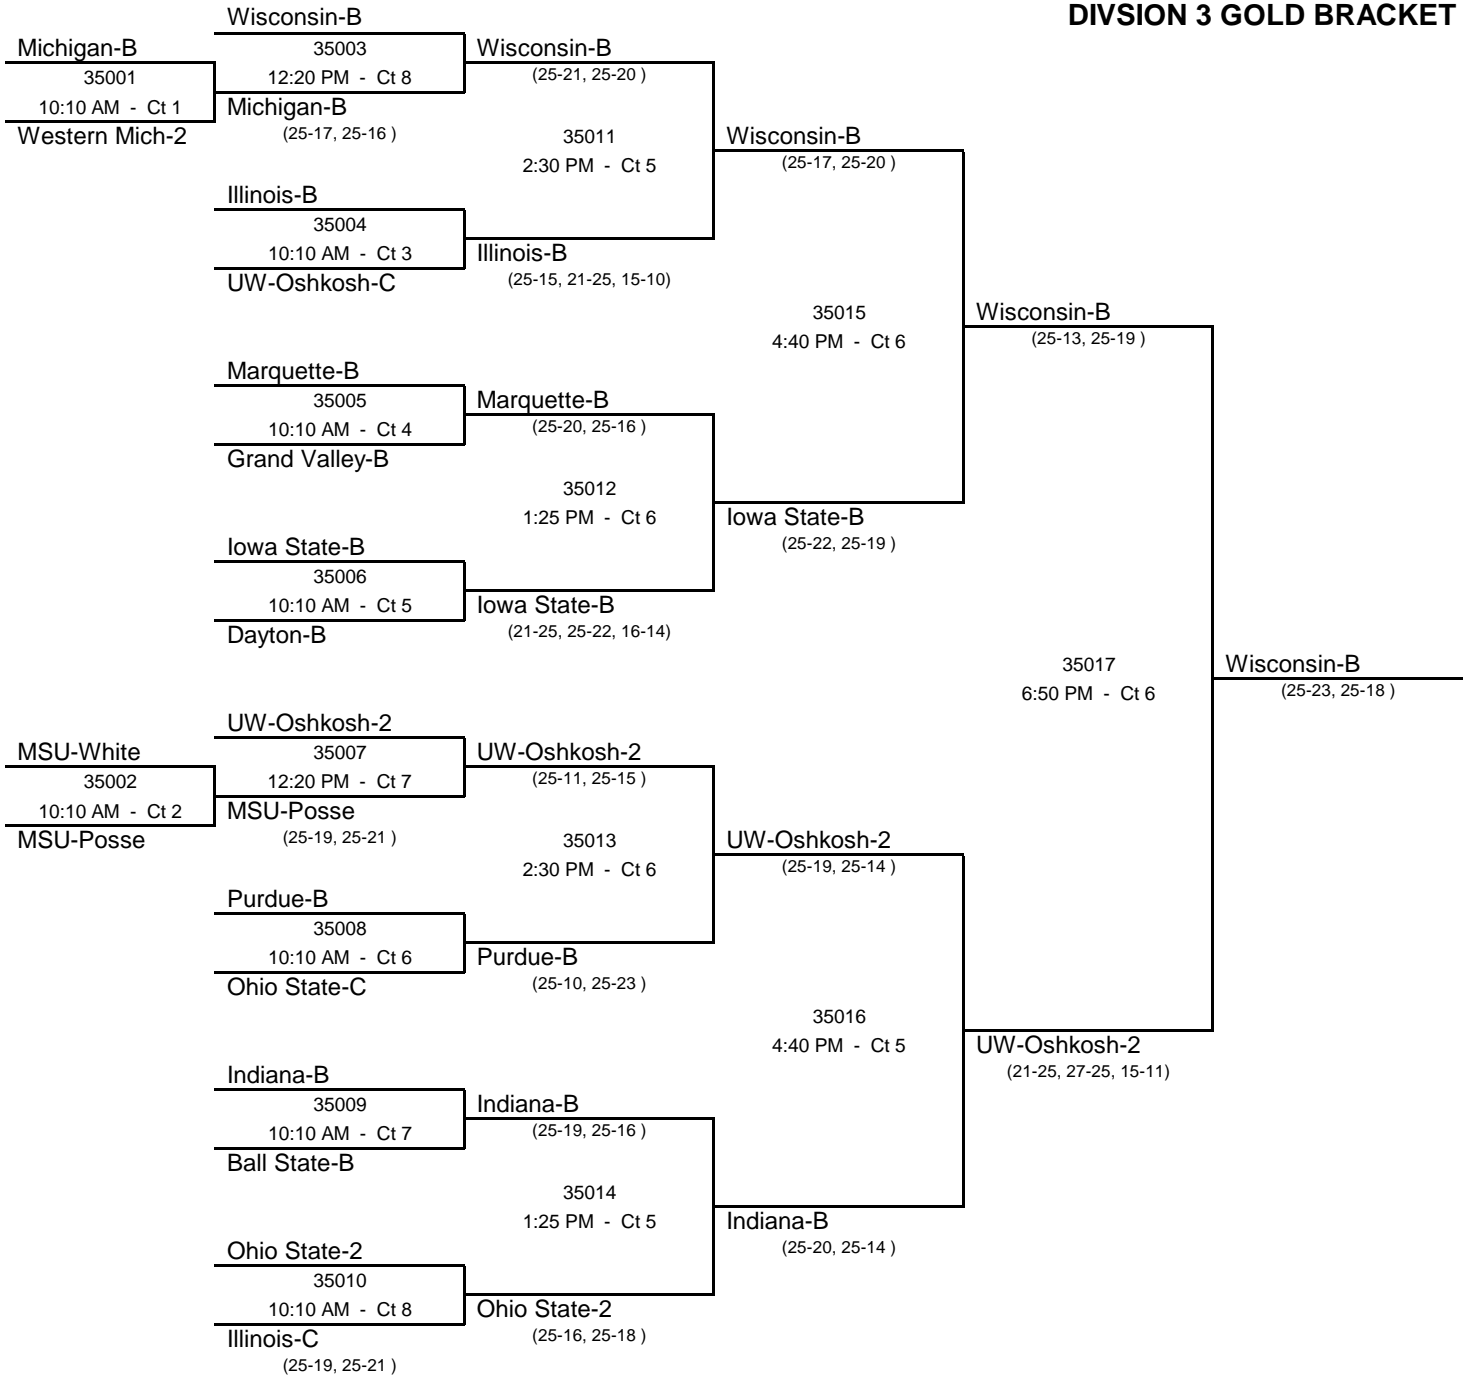 DIVSION 3 GOLD BRACKET
Wisconsin-B
Michigan-B
35003
Wisconsin-B
35001
12:20 PM - Ct 8
(25-21, 25-20 )
10:10 AM - Ct 1
Michigan-B
Western Mich-2
(25-17, 25-16 )
35011
Wisconsin-B
2:30 PM - Ct 5
(25-17, 25-20 )
Illinois-B
35004
10:10 AM - Ct 3
Illinois-B
UW-Oshkosh-C
(25-15, 21-25, 15-10)
35015
Wisconsin-B
4:40 PM - Ct 6
(25-13, 25-19 )
Marquette-B
35005
Marquette-B
10:10 AM - Ct 4
(25-20, 25-16 )
Grand Valley-B
35012
1:25 PM - Ct 6
Iowa State-B
(25-22, 25-19 )
Iowa State-B
35006
10:10 AM - Ct 5
Iowa State-B
Dayton-B
(21-25, 25-22, 16-14)
35017
Wisconsin-B
6:50 PM - Ct 6
(25-23, 25-18 )
UW-Oshkosh-2
MSU-White
35007
UW-Oshkosh-2
35002
12:20 PM - Ct 7
(25-11, 25-15 )
10:10 AM - Ct 2
MSU-Posse
MSU-Posse
(25-19, 25-21 )
35013
UW-Oshkosh-2
2:30 PM - Ct 6
(25-19, 25-14 )
Purdue-B
35008
10:10 AM - Ct 6
Purdue-B
Ohio State-C
(25-10, 25-23 )
35016
4:40 PM - Ct 5
UW-Oshkosh-2
(21-25, 27-25, 15-11)
Indiana-B
35009
Indiana-B
10:10 AM - Ct 7
(25-19, 25-16 )
Ball State-B
35014
1:25 PM - Ct 5
Indiana-B
(25-20, 25-14 )
Ohio State-2
35010
10:10 AM - Ct 8
Ohio State-2
Illinois-C
(25-16, 25-18 )
(25-19, 25-21 )